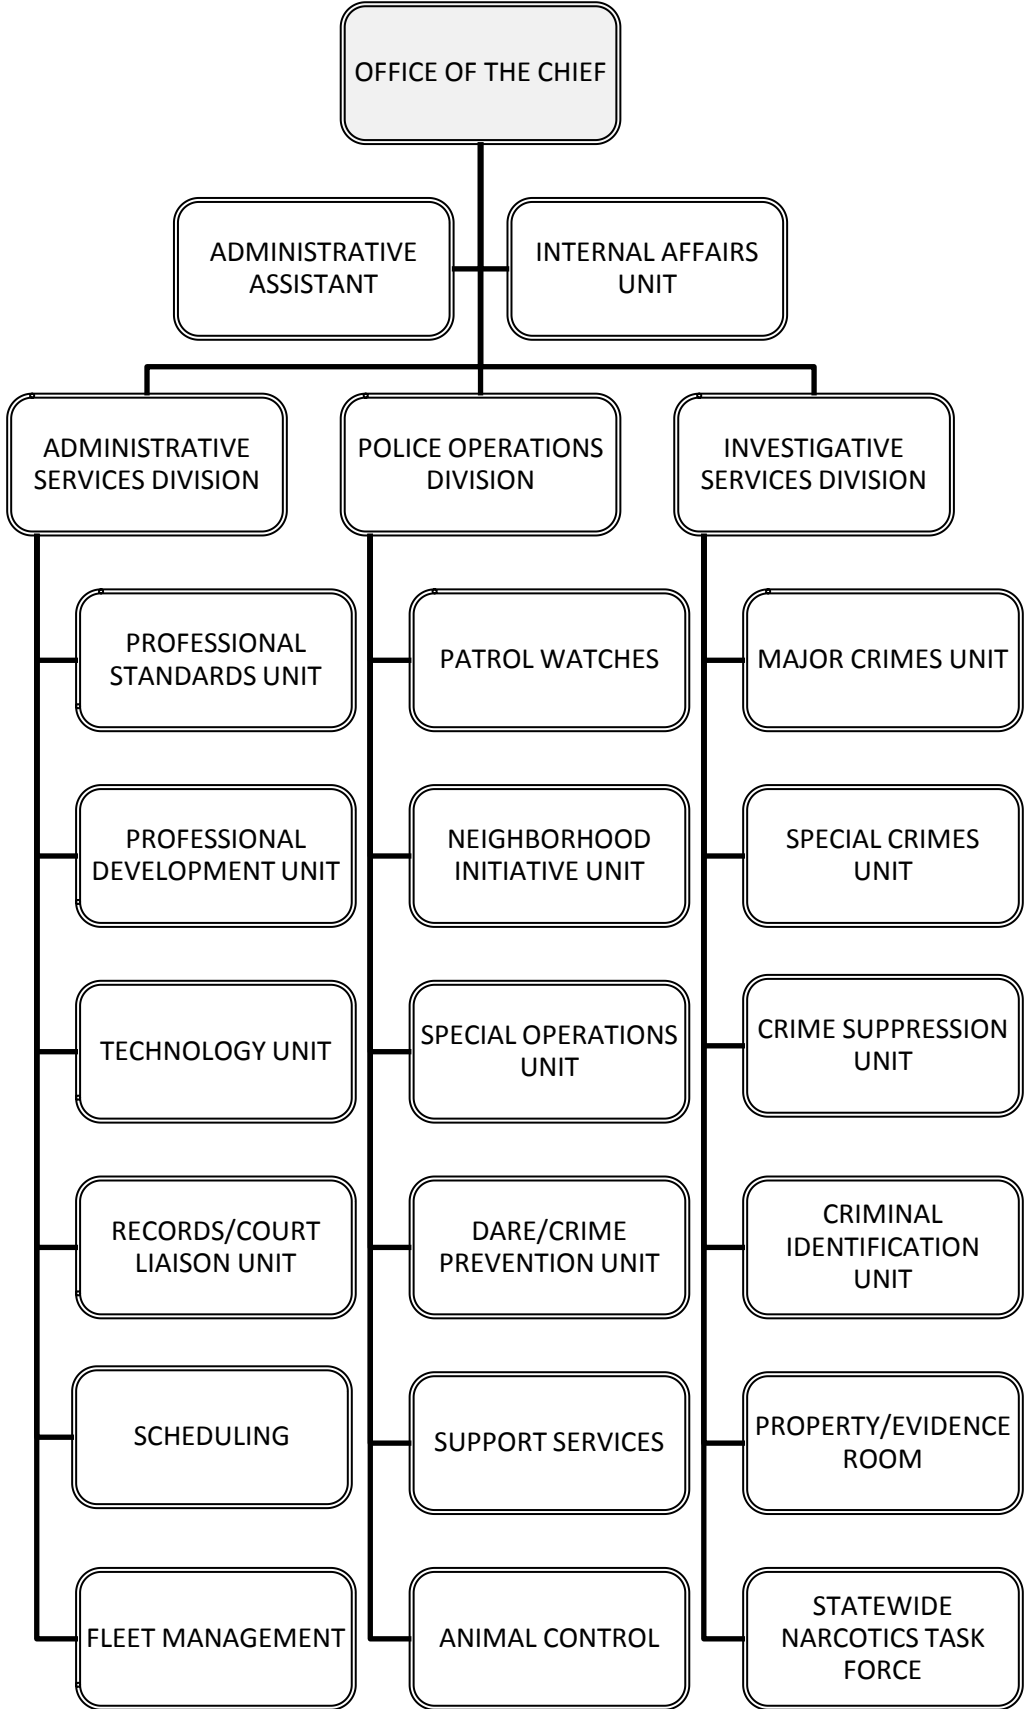 OFFICE OF THE CHIEF
ADMINISTRATIVE
ASSISTANT
INTERNAL AFFAIRS
UNIT
ADMINISTRATIVE
SERVICES DIVISION
POLICE OPERATIONS
DIVISION
INVESTIGATIVE
SERVICES DIVISION
PROFESSIONAL
STANDARDS UNIT
PATROL WATCHES
MAJOR CRIMES UNIT
PROFESSIONAL
DEVELOPMENT UNIT
NEIGHBORHOOD
INITIATIVE UNIT
SPECIAL CRIMES
UNIT
TECHNOLOGY UNIT
SPECIAL OPERATIONS
UNIT
CRIME SUPPRESSION
UNIT
RECORDS/COURT
LIAISON UNIT
DARE/CRIME
PREVENTION UNIT
CRIMINAL
IDENTIFICATION
UNIT
SCHEDULING
SUPPORT SERVICES
PROPERTY/EVIDENCE
ROOM
FLEET MANAGEMENT
ANIMAL CONTROL
STATEWIDE
NARCOTICS TASK
FORCE